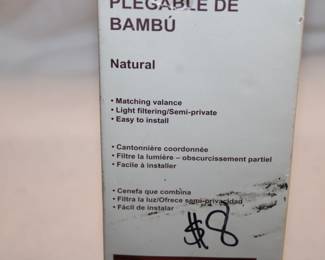 PLEGABLE DE
BAMBÚ
Natural
• Matching valance
• Light filtering/Semi-private
• Easy to install
• Cantonnière coordonnée
• Filtre la lumière – obscurcissement partiel
• Facile à installer
• Cenefa que combina
• Filtra la luz/Ofrece semi-privacidad
• Fácil de instalar
$8